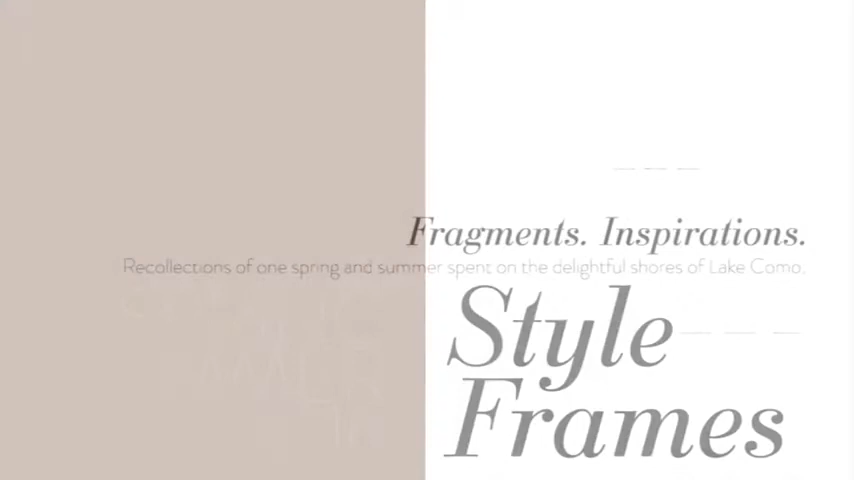 Fragments. Inspirations.
Recollections of one spring and summer spent on the delightful shores of Lake Como.
Style
Frames